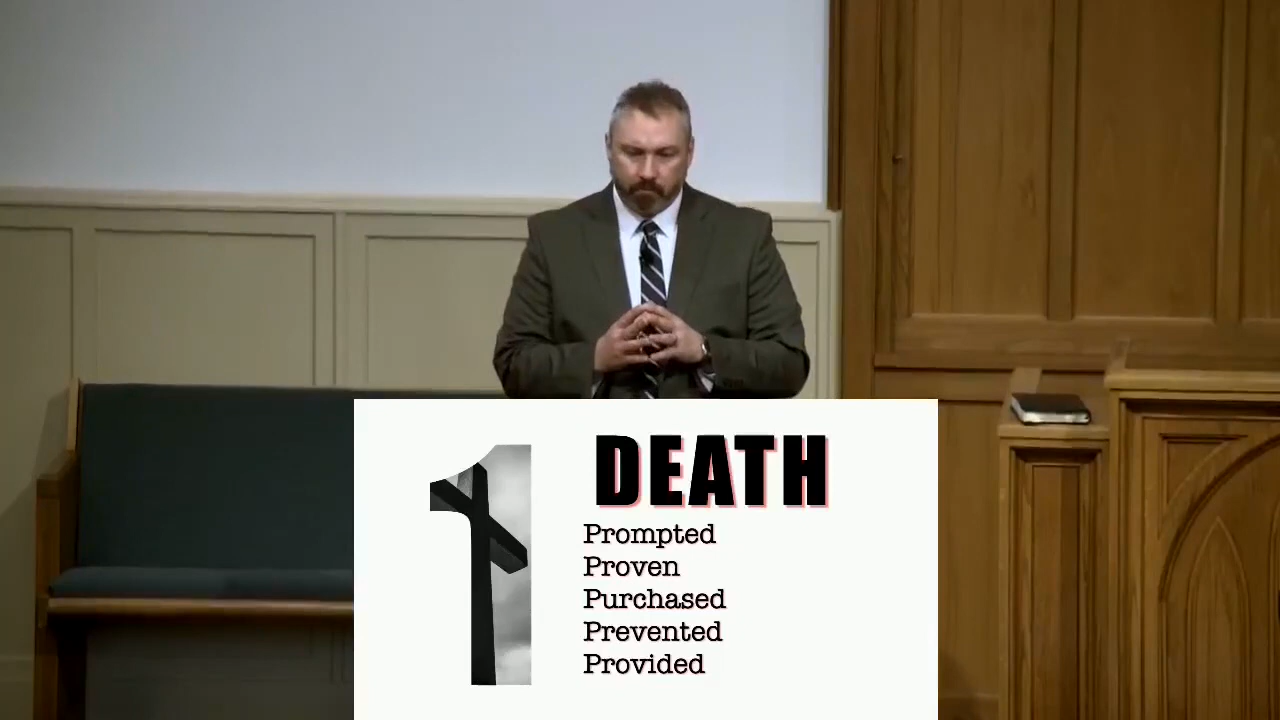 1 DEATH
Prompted
Proven
Purchased
Prevented
Provided